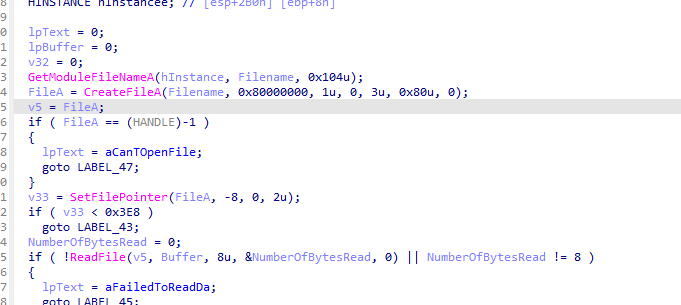 8 HINSTANCE hInstancee; // [esp+2B0h] [ebp+8h]
9
0 lpText = 0;
1 lpBuffer = 0;
2 v32 = 0;
3 GetModuleFileNameA(hInstance, Filename, 0x104u);
4 FileA = CreateFileA(Filename, 0x80000000, 1u, 0, 3u, 0x80u, 0);
5 v5 = FileA;
6 if ( FileA == (HANDLE)-1 )
7 {
8 lpText = aCanTOpenFile;
9 goto LABEL_47;
0 }
1 v33 = SetFilePointer(FileA, -8, 0, 2u);
2 if ( v33 < 0x3E8 )
3 goto LABEL_43;
4 NumberOfBytesRead = 0;
5 if ( !ReadFile(v5, Buffer, 8u, &NumberOfBytesRead, 0) || NumberOfBytesRead != 8 )
6 {
7 lpText = aFailedToReadDa;
8 goto LABEL_45;